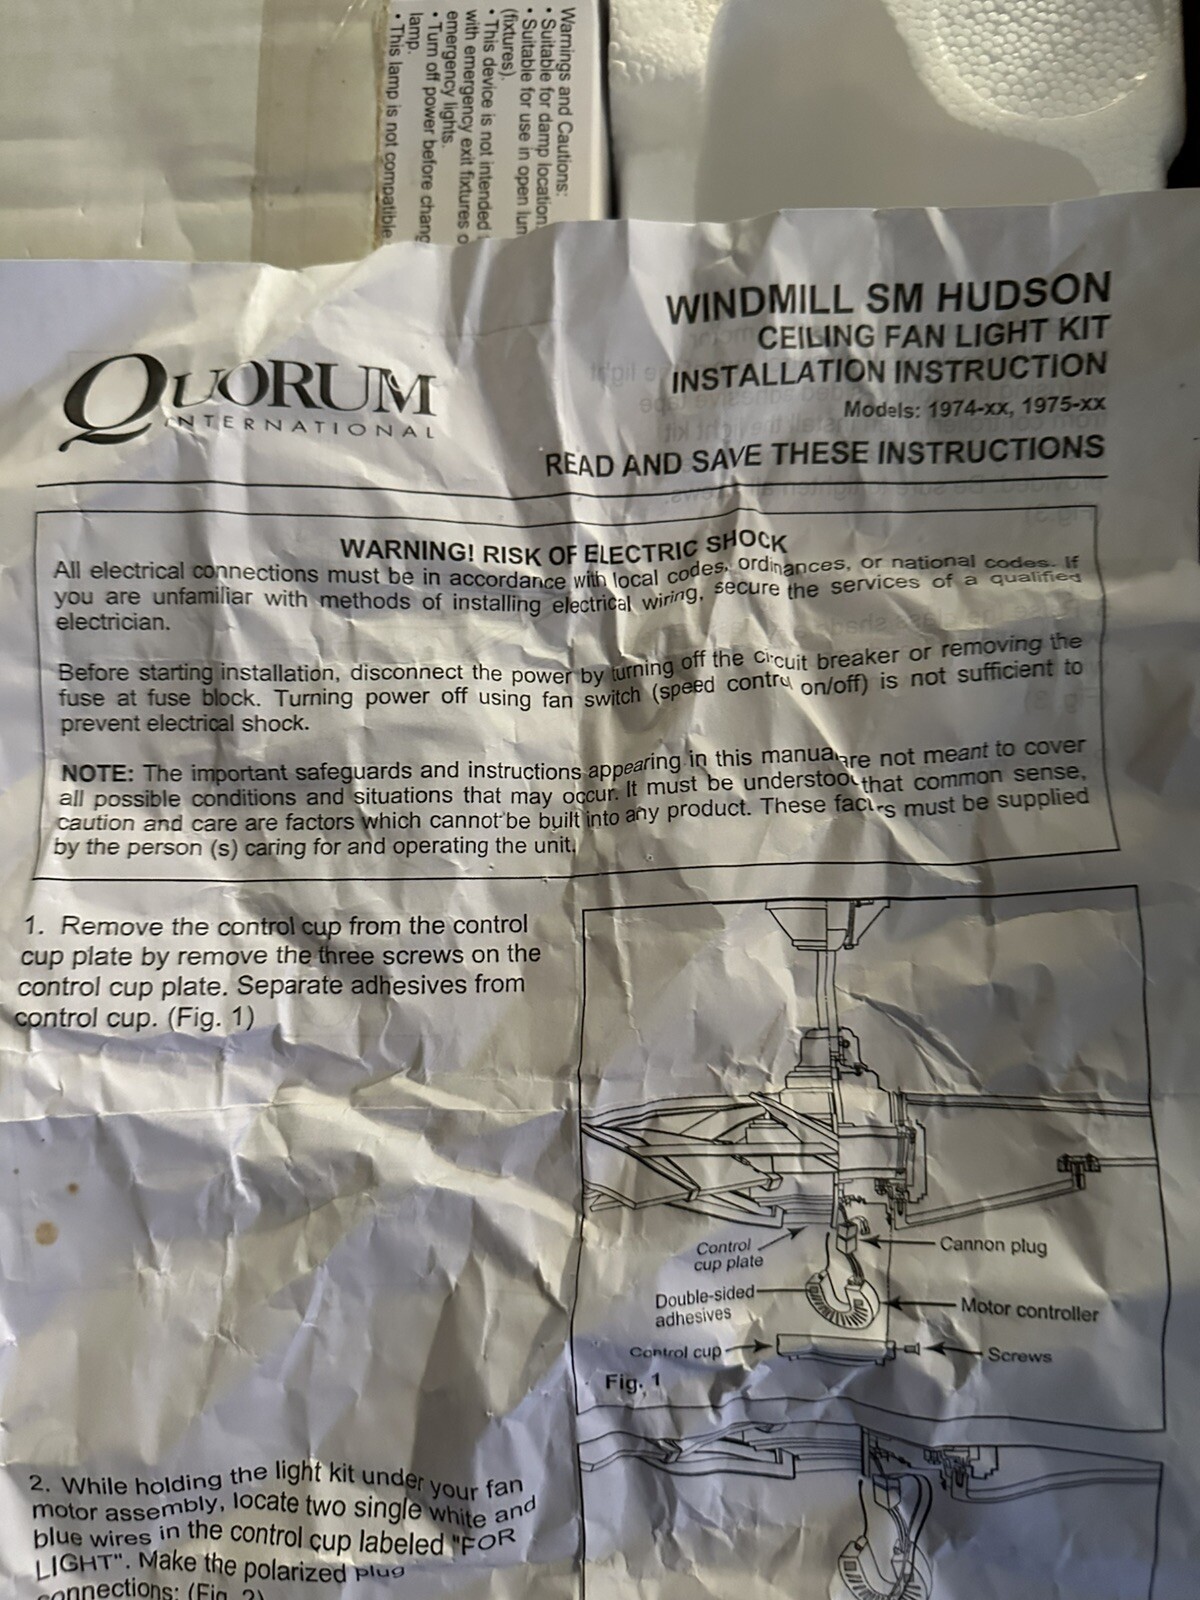 Warnings and Cautions:
• Suitable for damp location
• Suitable for use in open lum
(fixtures).
• This device is not intended
with emergency exit fixtures o
emergency lights.
• Turn off power before chang
lamp.
• This lamp is not compatible
QUORUM
INTERNATIONAL
WINDMILL SM HUDSON
CEILING FAN LIGHT KIT
INSTALLATION INSTRUCTION
Models: 1974-xx, 1975-xx
READ AND SAVE THESE INSTRUCTIONS
WARNING! RISK OF ELECTRIC SHOCK
All electrical connections must be in accordance with local codes, ordinances, or national codes. If
you are unfamiliar with methods of installing electrical wiring, secure the services of a qualified
electrician.
Before starting installation, disconnect the power by turning off the circuit breaker or removing the
fuse at fuse block. Turning power off using fan switch (speed contr on/off) is not sufficient to
prevent electrical shock.
NOTE: The important safeguards and instructions appearing in this manual are not meant to cover
all possible conditions and situations that may occur. It must be understood that common sense,
caution and care are factors which cannot be built into any product. These factors must be supplied
by the person (s) caring for and operating the unit.
1. Remove the control cup from the control
cup plate by remove the three screws on the
control cup plate. Separate adhesives from
control cup. (Fig. 1)
Control
cup plate
Cannon plug
Double-sided
adhesives
Motor controller
Control cup
Screws
Fig. 1
2. While holding the light kit under your fan
motor assembly, locate two single white and
blue wires in the control cup labeled "FOR
LIGHT". Make the polarized plug
connections: (Fig. 2)